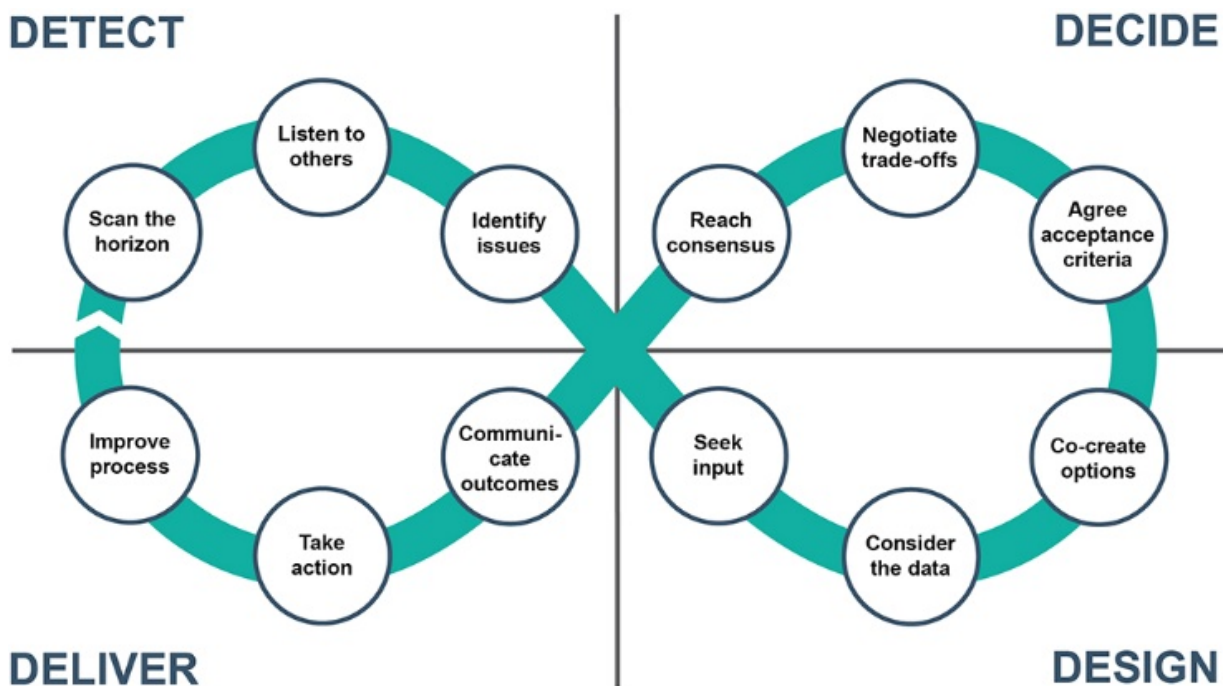 DETECT
DECIDE
Listen to
others
Scan the
horizon
Identify
issues
Reach
consensus
Negotiate
trade-offs
Agree
acceptance
criteria
Improve
process
Take
action
Communi-
cate
outcomes
Seek
input
Consider
the data
Co-create
options
DELIVER
DESIGN